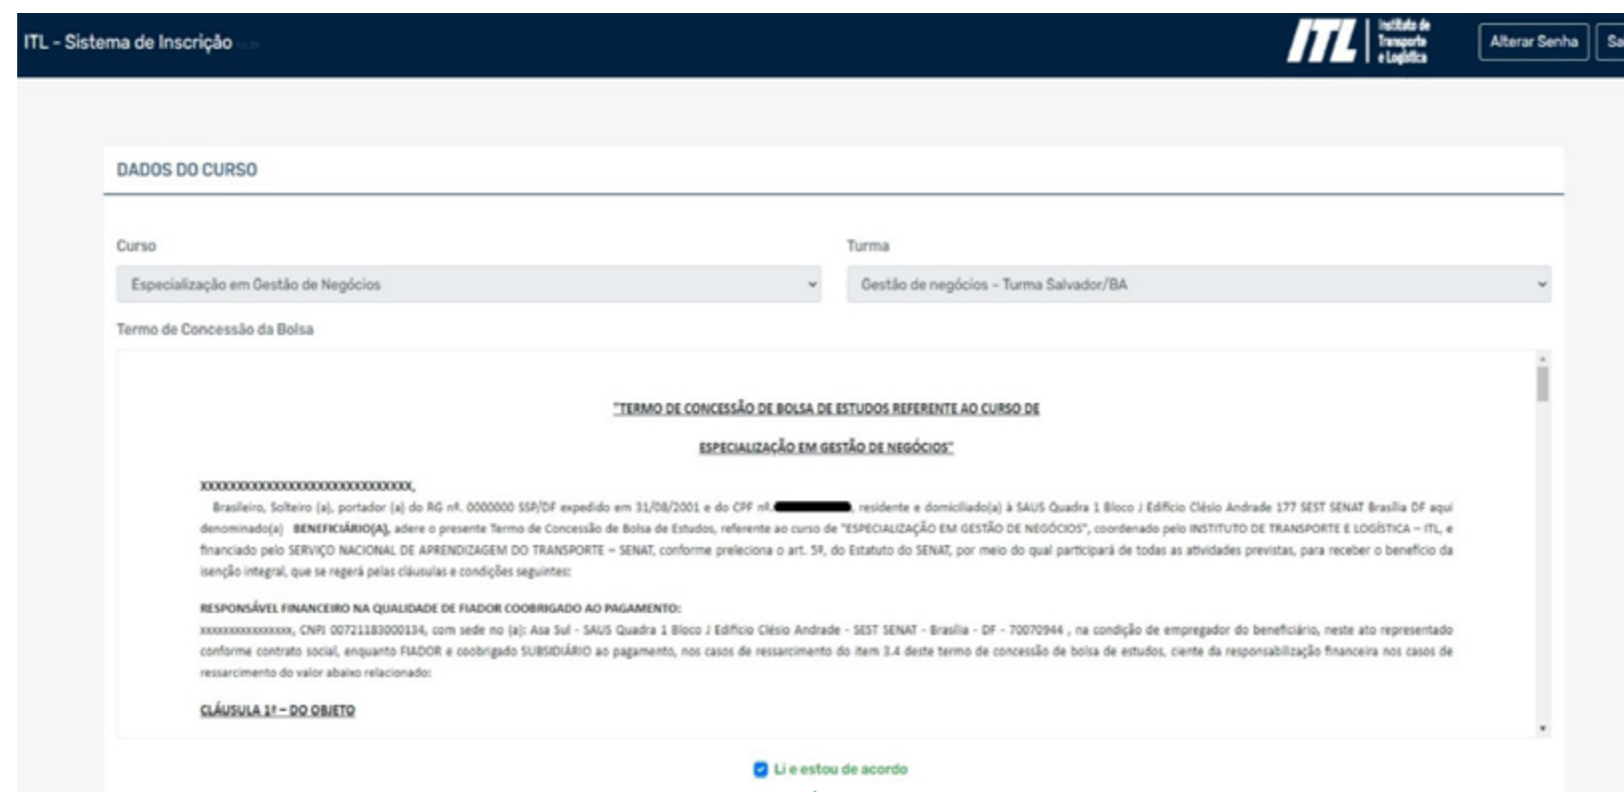 ITL - Sistema de Inscrição
ITL
Instituto de
Transporte
e Logística
Alterar Senha
Sa
DADOS DO CURSO
Curso
Turma
Especialização em Gestão de Negócios
Gestão de negócios - Turma Salvador/BA
Termo de Concessão da Bolsa
"TERMO DE CONCESSÃO DE BOLSA DE ESTUDOS REFERENTE AO CURSO DE
ESPECIALIZAÇÃO EM GESTÃO DE NEGÓCIOS"
XXXXXXXXXXXXXXXXXXXXXXXXXXXXX,
Brasileiro, Solteiro (a), portador (a) do RG nº. 0000000 SSP/DF expedido em 31/08/2001 e do CPF nº. , residente e domiciliado(a) à SAUS Quadra 1 Bloco J Edifício Clésio Andrade 177 SEST SENAT Brasília DF aqui
denominado(a) BENEFICIÁRIO(A), adere o presente Termo de Concessão de Bolsa de Estudos, referente ao curso de "ESPECIALIZAÇÃO EM GESTÃO DE NEGÓCIOS", coordenado pelo INSTITUTO DE TRANSPORTE E LOGÍSTICA – ITL, e
financiado pelo SERVIÇO NACIONAL DE APRENDIZAGEM DO TRANSPORTE – SENAT, conforme preleciona o art. 5º, do Estatuto do SENAT, por meio do qual participará de todas as atividades previstas, para receber o benefício da
isenção integral, que se regerá pelas cláusulas e condições seguintes:
RESPONSÁVEL FINANCEIRO NA QUALIDADE DE FIADOR COOBRIGADO AO PAGAMENTO:
xxxxxxxxxxxxxxx, CNPJ 00721183000134, com sede no (a): Asa Sul - SAUS Quadra 1 Bloco J Edifício Clésio Andrade - SEST SENAT - Brasília - DF - 70070944 , na condição de empregador do beneficiário, neste ato representado
conforme contrato social, enquanto FIADOR e coobrigado SUBSIDIÁRIO ao pagamento, nos casos de ressarcimento do item 3.4 deste termo de concessão de bolsa de estudos, ciente da responsabilização financeira nos casos de
ressarcimento do valor abaixo relacionado:
CLÁUSULA 1ª – DO OBJETO
Li e estou de acordo